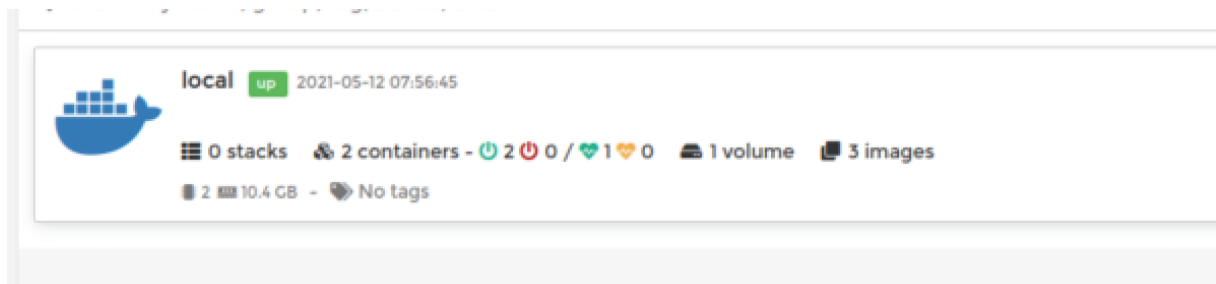 local up 2021-05-12 07:56:45
0 stacks 2 containers - 2 0 / 1 0 1 volume 3 images
2 10.4 GB - No tags